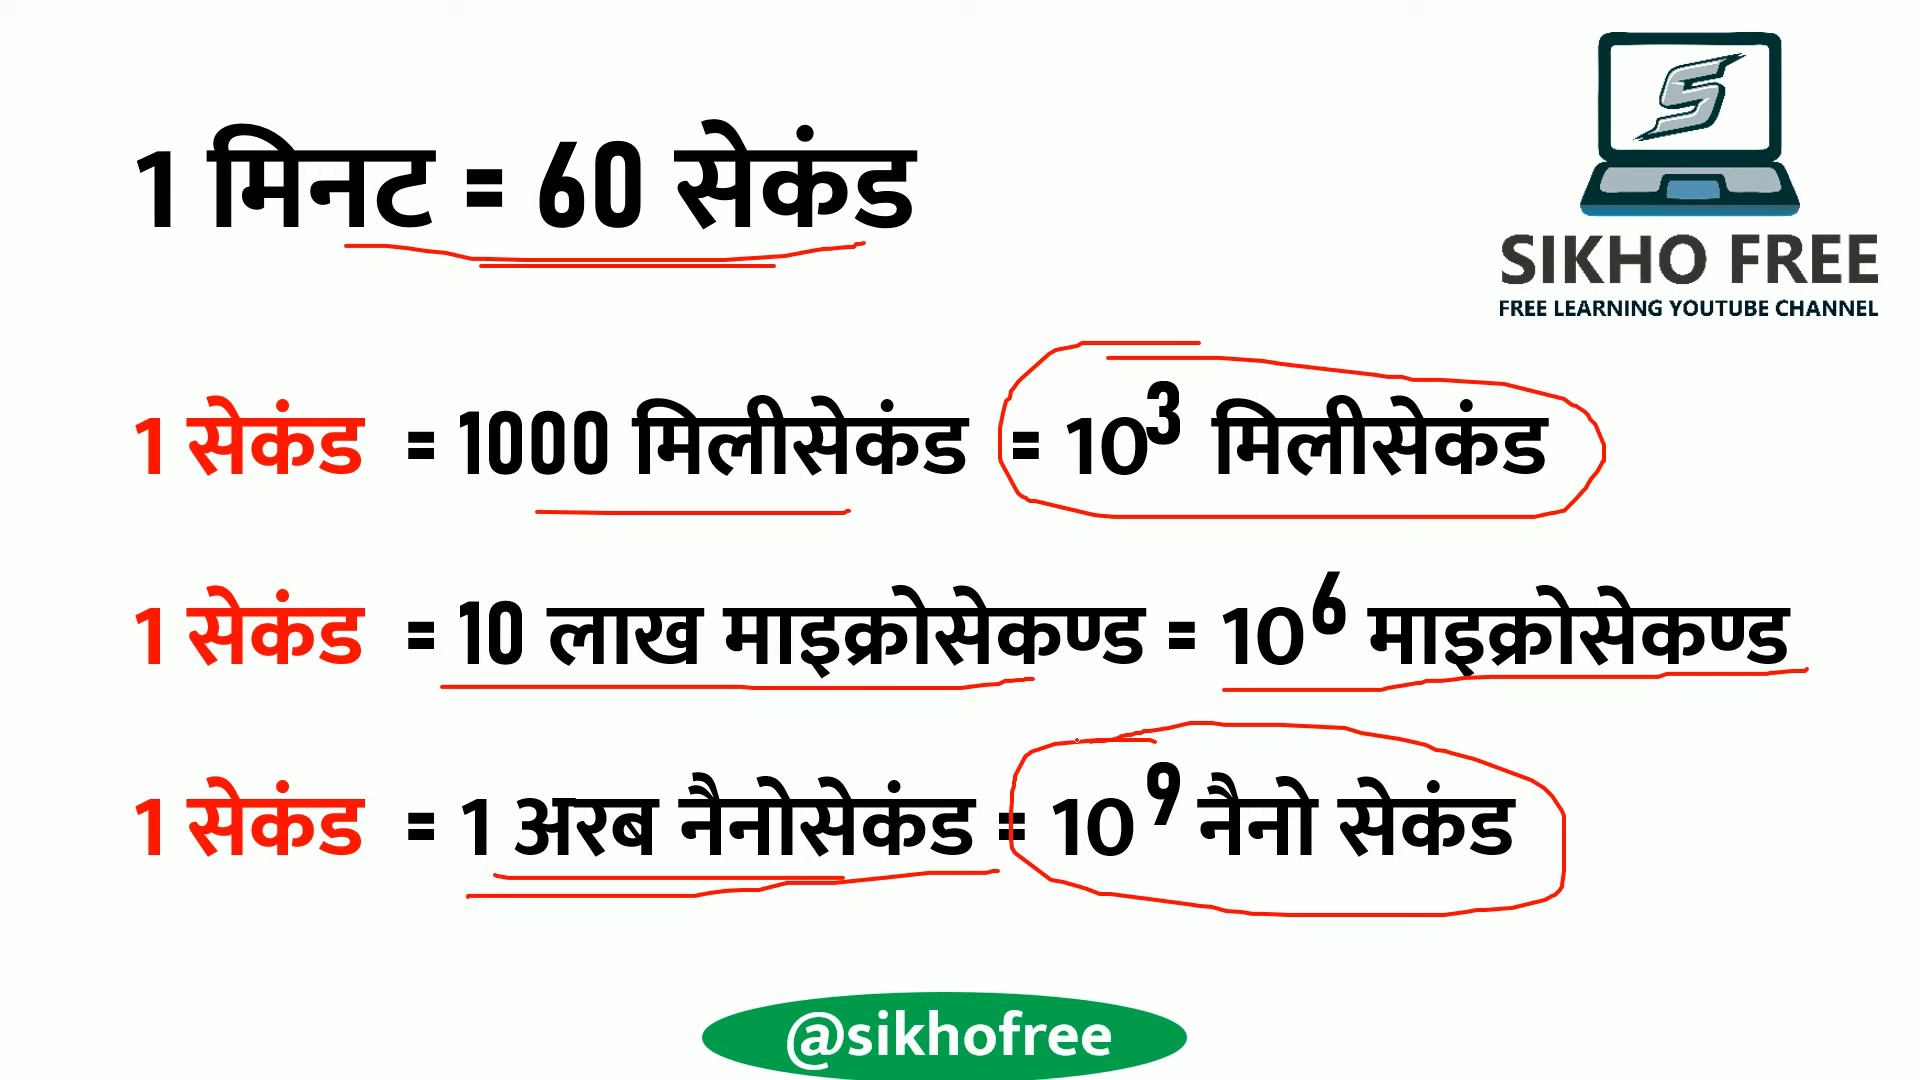 1 मिनट = 60 सेकंड
SIKHO FREE
FREE LEARNING YOUTUBE CHANNEL
1 सेकंड = 1000 मिलीसेकंड = 10³ मिलीसेकंड
1 सेकंड = 10 लाख माइक्रोसेकण्ड = 10⁶ माइक्रोसेकण्ड
1 सेकंड = 1 अरब नैनोसेकंड = 10⁹ नैनो सेकंड
@sikhofree